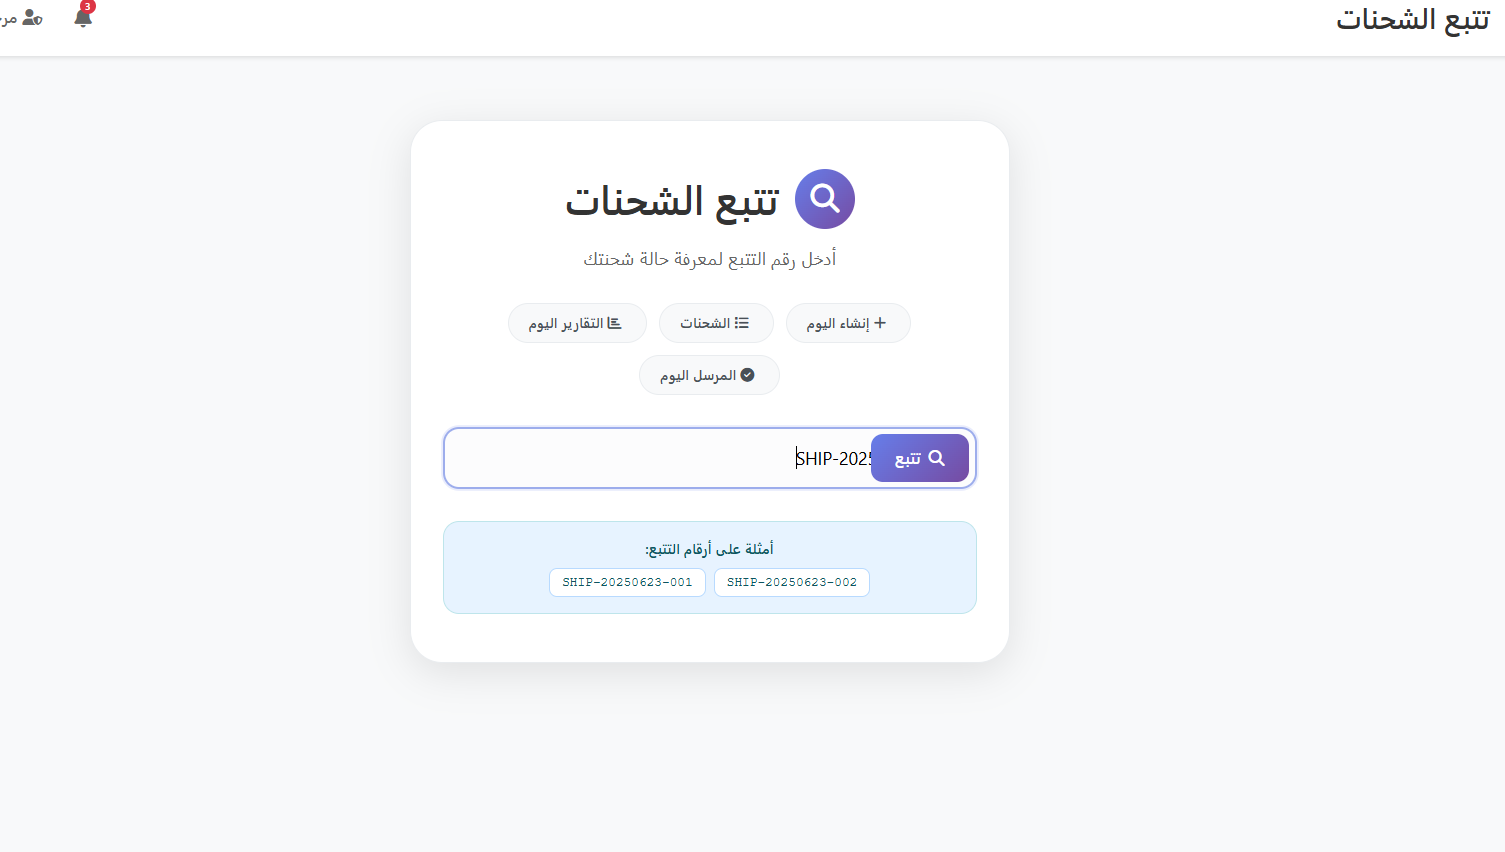 تتبع الشحنات
3
تتبع الشحنات
أدخل رقم التتبع لمعرفة حالة شحنتك
إنشاء اليوم
الشحنات
التقارير اليوم
المرسل اليوم
تتبع
SHIP-2025
أمثلة على أرقام التتبع:
SHIP-20250623-002
SHIP-20250623-001